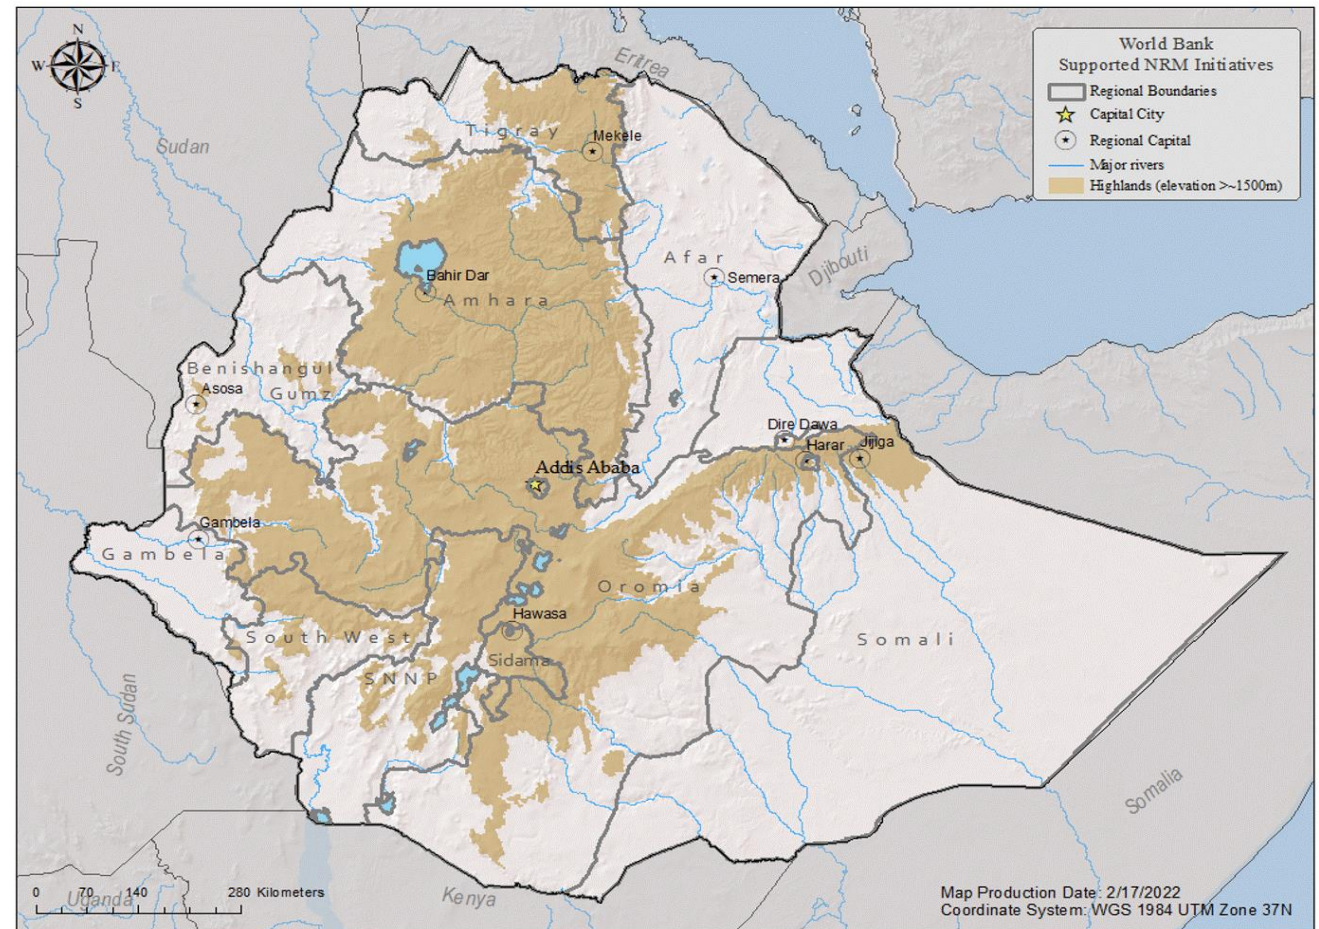 N
W
E
S
World Bank
Supported NRM Initiatives
Regional Boundaries
Capital City
Regional Capital
Major rivers
Highlands (elevation >~1500m)
Eritrea
Sudan
Tigray
Mekele
Afar
Semera
Djibouti
Bahir Dar
Amhara
Benishangul
Gumz
Asosa
Dire Dawa
Harar
Jijiga
Addis Ababa
Gambela
Gambela
Oromia
Hawasa
South West
Sidama
Somali
SNNP
South Sudan
Somalia
0 70 140 280 Kilometers
Uganda
Kenya
Map Production Date: 2/17/2022
Coordinate System: WGS 1984 UTM Zone 37N